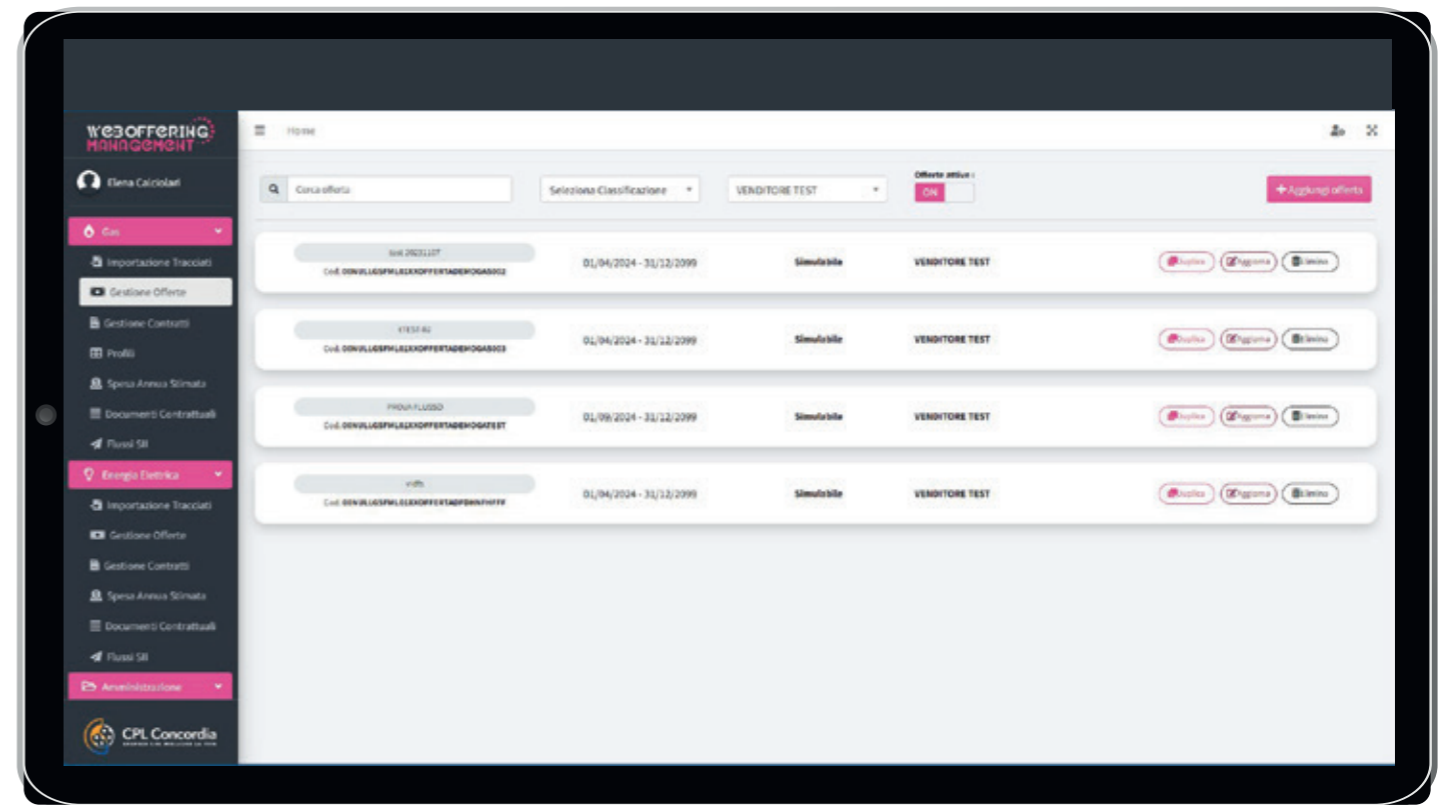 WEBOFFERING
MANAGEMENT
Elena Calciolari
Gas
Importazione Tracciati
Gestione Offerte
Gestione Contratti
Profili
Spesa Annua Stimata
Documenti Contrattuali
Flussi SII
Energia Elettrica
Importazione Tracciati
Gestione Offerte
Gestione Contratti
Spesa Annua Stimata
Documenti Contrattuali
Flussi SII
Amministrazione
CPL Concordia
Home
Cerca offerta
Seleziona Classificazione
VENDITORE TEST
Offerte attive :
ON
+Aggiungi offerta
Cod.
01/04/2024 - 31/12/2099
Simulabile
VENDITORE TEST
Duplica
Aggiorna
Elimina
Cod.
01/04/2024 - 31/12/2099
Simulabile
VENDITORE TEST
Duplica
Aggiorna
Elimina
PROVA FLUSSO
Cod.
01/09/2024 - 31/12/2099
Simulabile
VENDITORE TEST
Duplica
Aggiorna
Elimina
Cod.
01/04/2024 - 31/12/2099
Simulabile
VENDITORE TEST
Duplica
Aggiorna
Elimina